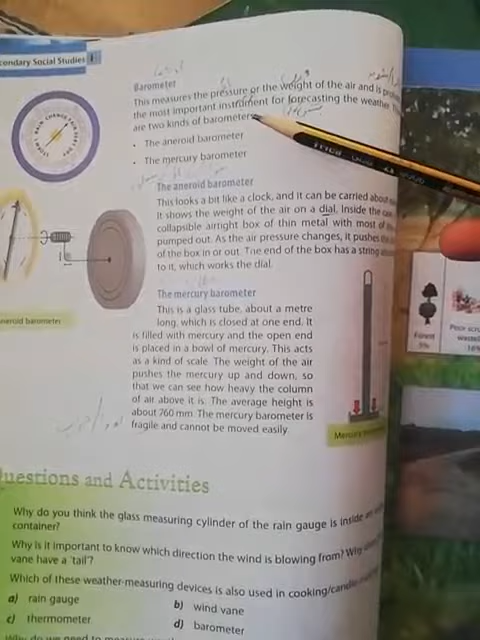 condary Social Studies 1
Barometer
This measures the pressure or the weight of the air and is
the most important instrument for forecasting the weather.
are two kinds of barometers
• The aneroid barometer
• The mercury barometer
The aneroid barometer
This looks a bit like a clock, and it can be carried about
It shows the weight of the air on a dial. Inside the
collapsible airtight box of thin metal with most of
pumped out. As the air pressure changes, it pushes
of the box in or out. The end of the box has a string
to it, which works the dial.
aneroid barometer
The mercury barometer
This is a glass tube, about a metre
long, which is closed at one end. It
is filled with mercury and the open end
is placed in a bowl of mercury. This acts
as a kind of scale. The weight of the air
pushes the mercury up and down, so
that we can see how heavy the column
of air above it is. The average height is
about 760 mm. The mercury barometer is
fragile and cannot be moved easily.
Mercury
Forest
5%
Poor
Questions and Activities
Why do you think the glass measuring cylinder of the rain gauge is inside
container?
Why is it important to know which direction the wind is blowing from?
vane have a 'tail'?
Which of these weather-measuring devices is also used in cooking/
a) rain gauge
b) wind vane
c) thermometer
d) barometer